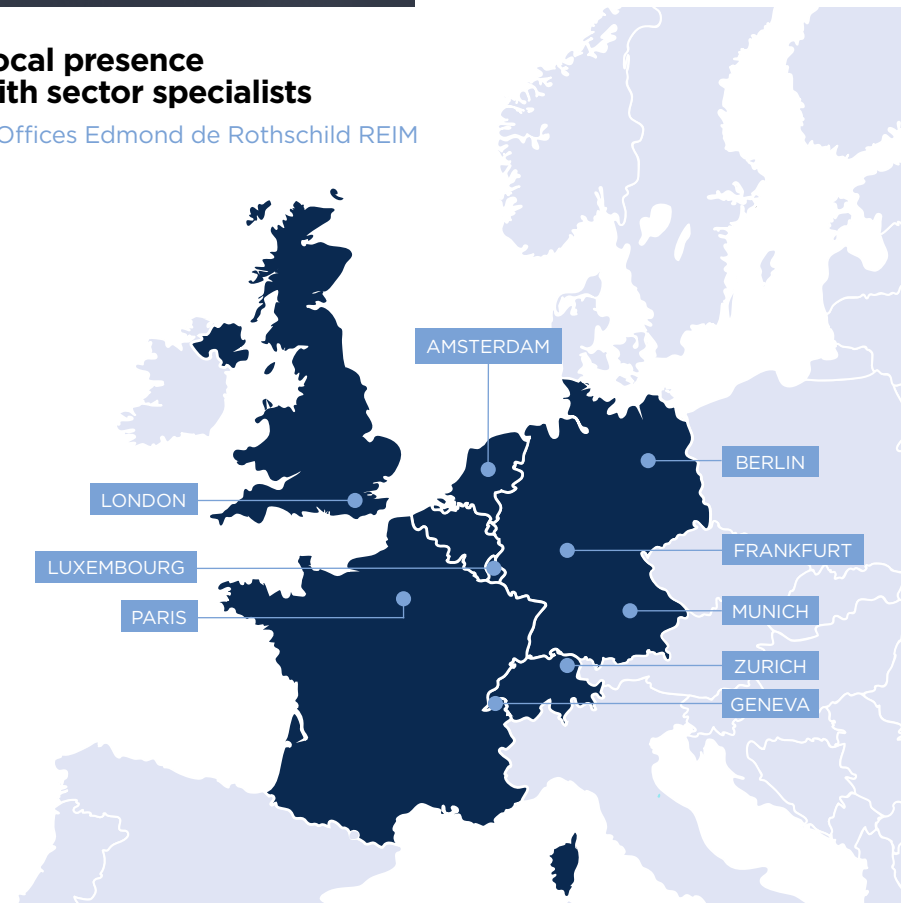 ocal presence
ith sector specialists
Offices Edmond de Rothschild REIM
AMSTERDAM
BERLIN
LONDON
FRANKFURT
LUXEMBOURG
MUNICH
PARIS
ZURICH
GENEVA